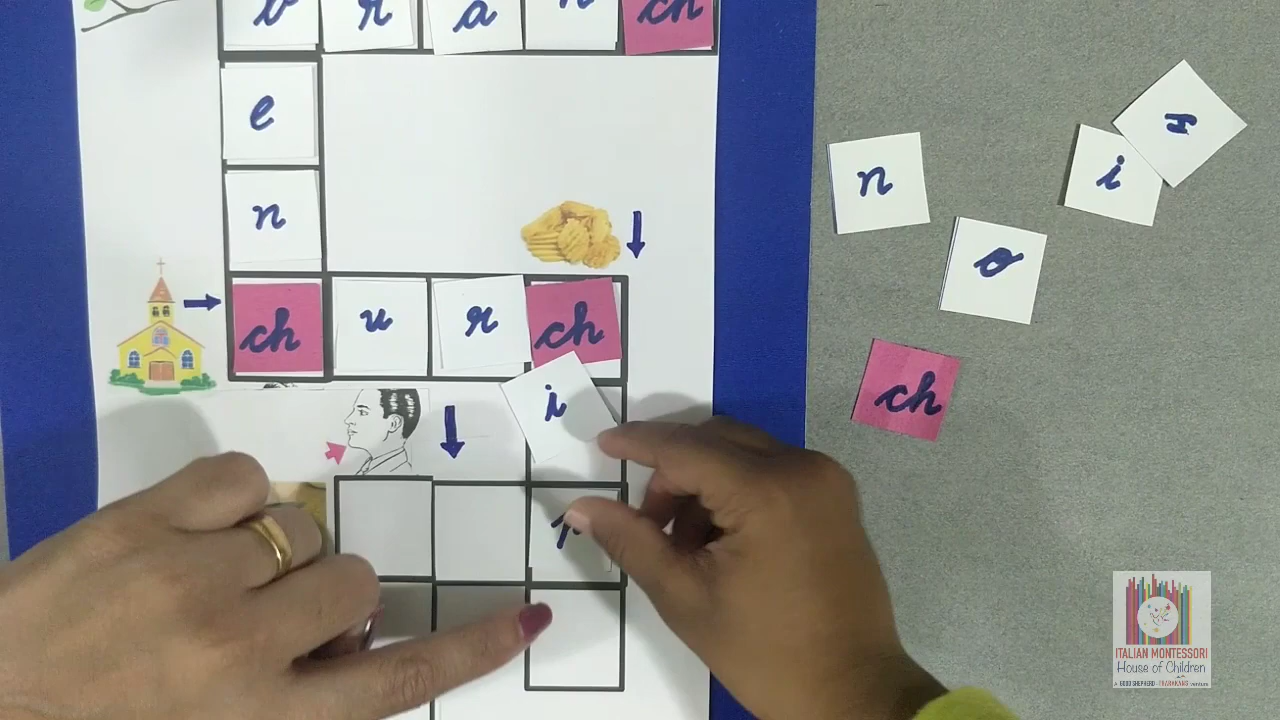 b r a n ch
e
n
ch u r ch
i
p
n
i
o
ch
ITALIAN MONTESSORI
House of Children